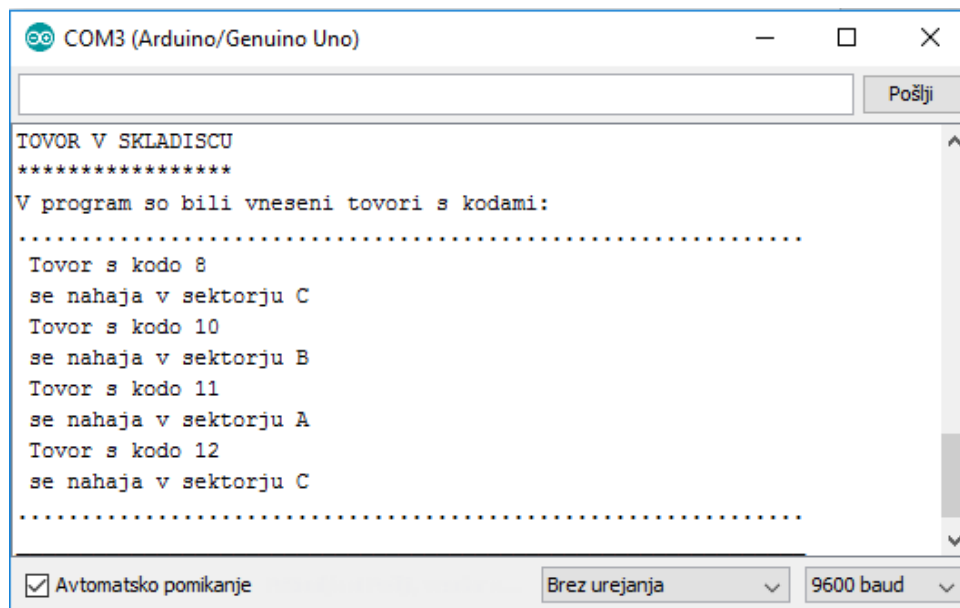 COM3 (Arduino/Genuino Uno)
Pošlji
TOVOR V SKLADISCU
*****************
V program so bili vneseni tovori s kodami:
..............................................................
Tovor s kodo 8
se nahaja v sektorju C
Tovor s kodo 10
se nahaja v sektorju B
Tovor s kodo 11
se nahaja v sektorju A
Tovor s kodo 12
se nahaja v sektorju C
..............................................................
Avtomatsko pomikanje
Brez urejanja
9600 baud